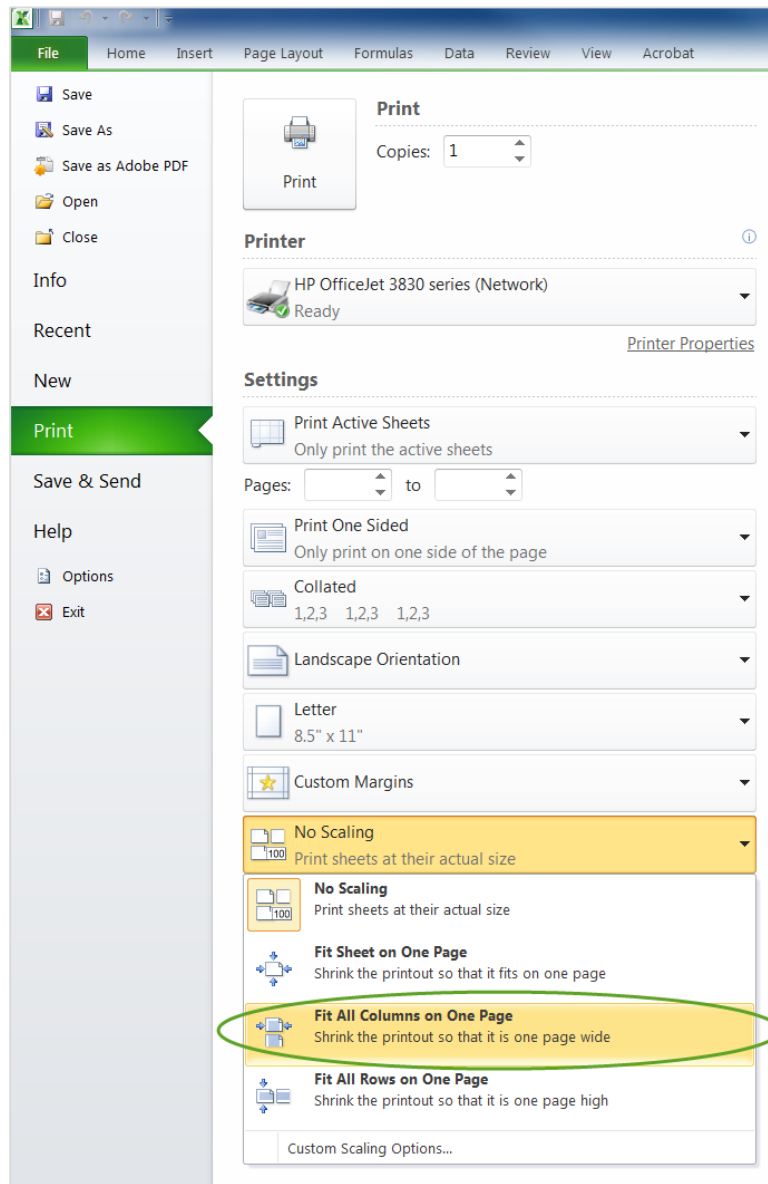 File Home Insert Page Layout Formulas Data Review View Acrobat
Save
Save As
Save as Adobe PDF
Open
Close
Info
Recent
New
Print
Save & Send
Help
Options
Exit
Print
Print
Copies: 1
Printer
HP OfficeJet 3830 series (Network)
Ready
Printer Properties
Settings
Print Active Sheets
Only print the active sheets
Pages: to
Print One Sided
Only print on one side of the page
Collated
1,2,3 1,2,3 1,2,3
Landscape Orientation
Letter
8.5" x 11"
Custom Margins
No Scaling
100
Print sheets at their actual size
No Scaling
100
Print sheets at their actual size
Fit Sheet on One Page
Shrink the printout so that it fits on one page
Fit All Columns on One Page
Shrink the printout so that it is one page wide
Fit All Rows on One Page
Shrink the printout so that it is one page high
Custom Scaling Options...